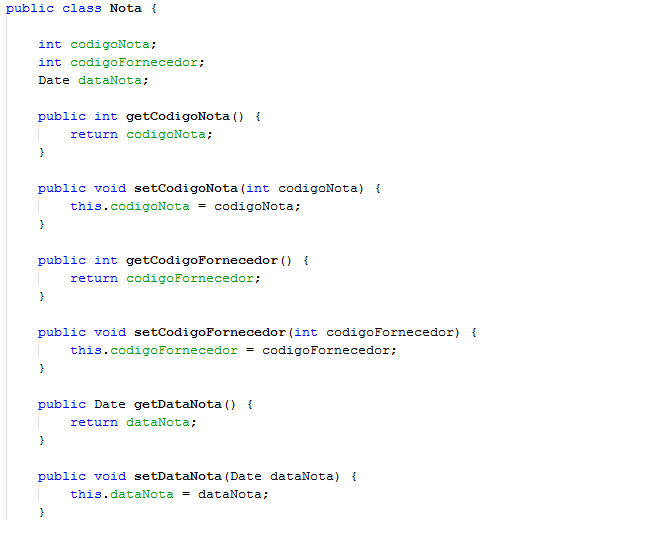 public class Nota {
int codigoNota;
int codigoFornecedor;
Date dataNota;
public int getCodigoNota() {
return codigoNota;
}
public void setCodigoNota(int codigoNota) {
this.codigoNota = codigoNota;
}
public int getCodigoFornecedor() {
return codigoFornecedor;
}
public void setCodigoFornecedor(int codigoFornecedor) {
this.codigoFornecedor = codigoFornecedor;
}
public Date getDataNota() {
return dataNota;
}
public void setDataNota(Date dataNota) {
this.dataNota = dataNota;
}